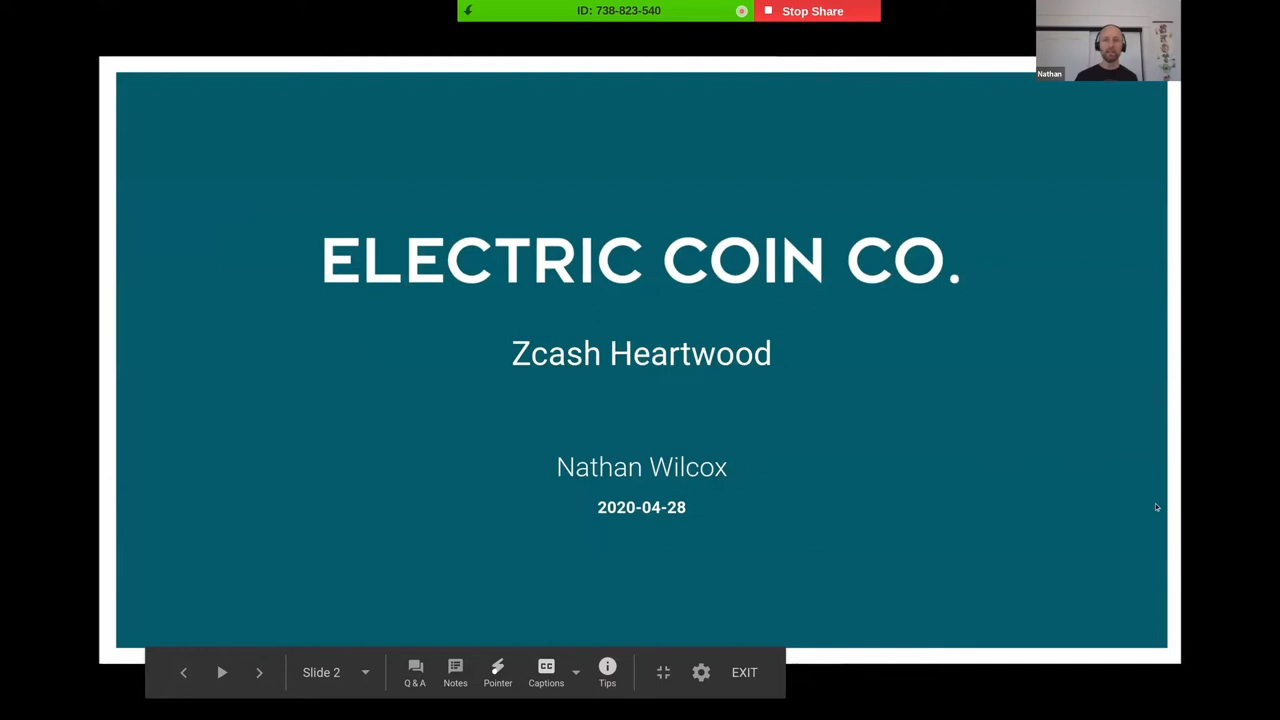 ID: 738-823-540
Stop Share
Nathan
ELECTRIC COIN CO.
Zcash Heartwood
Nathan Wilcox
2020-04-28
Slide 2
Q & A
Notes
Pointer
CC
Captions
Tips
EXIT